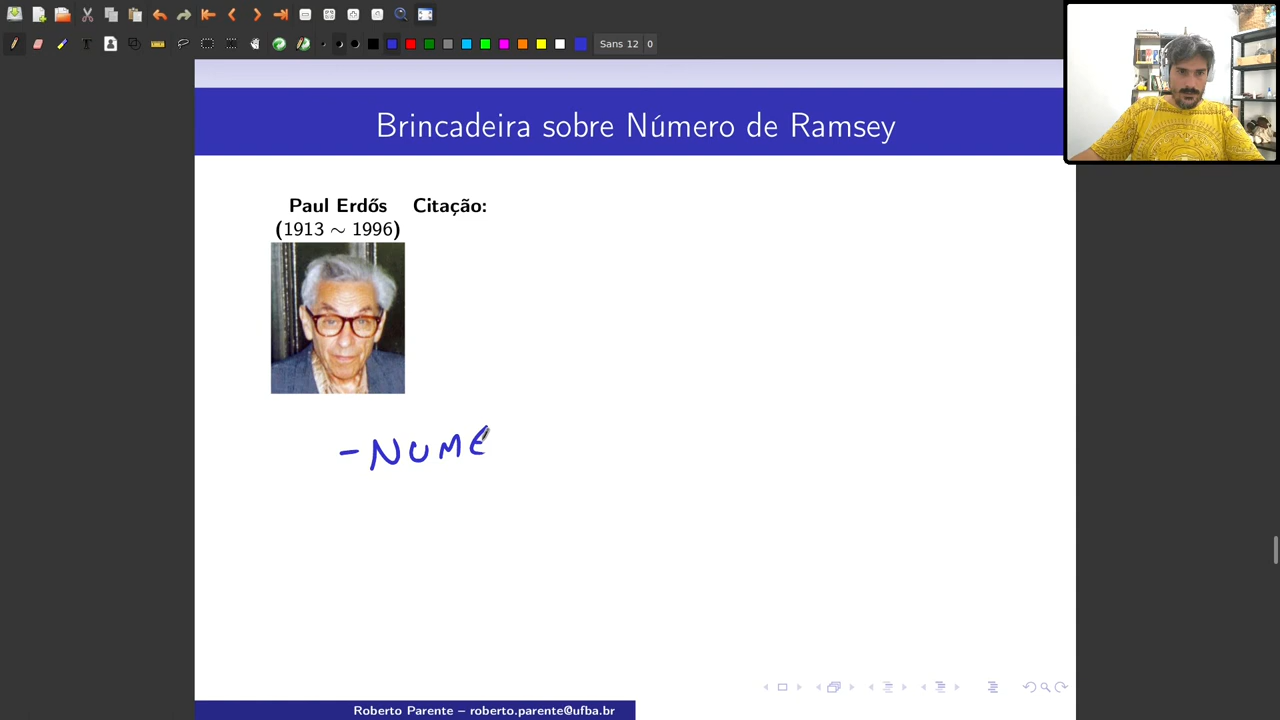 Sans 12 0
Brincadeira sobre Número de Ramsey
Paul Erdős
(1913 ∼ 1996)
Citação:
- NUME
Roberto Parente – roberto.parente@ufba.br